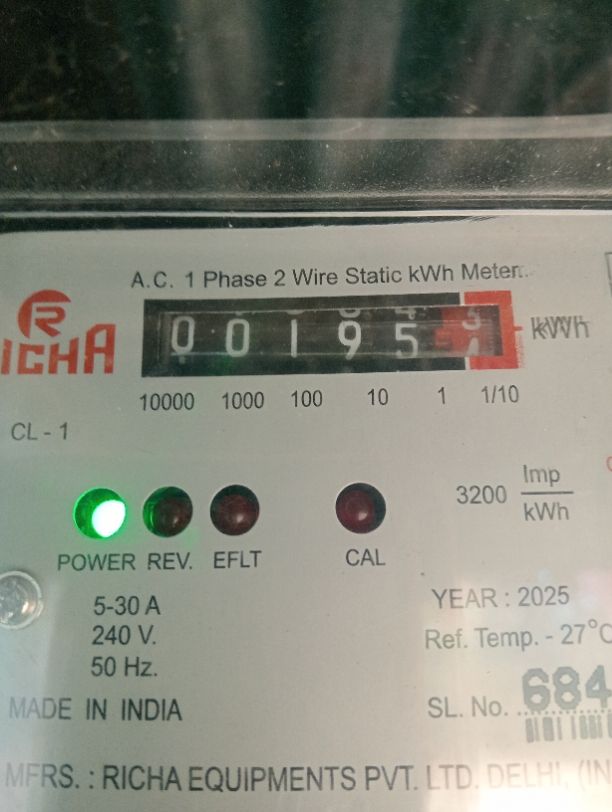 A.C. 1 Phase 2 Wire Static kWh Meter
R
RICHA
00195
kWh
10000 1000 100 10 1 1/10
CL - 1
3200 Imp
kWh
POWER REV. EFLT CAL
5-30 A
240 V.
50 Hz.
YEAR : 2025
Ref. Temp. - 27°C
MADE IN INDIA
SL. No. 684
MFRS. : RICHA EQUIPMENTS PVT. LTD. DELHI, (IN